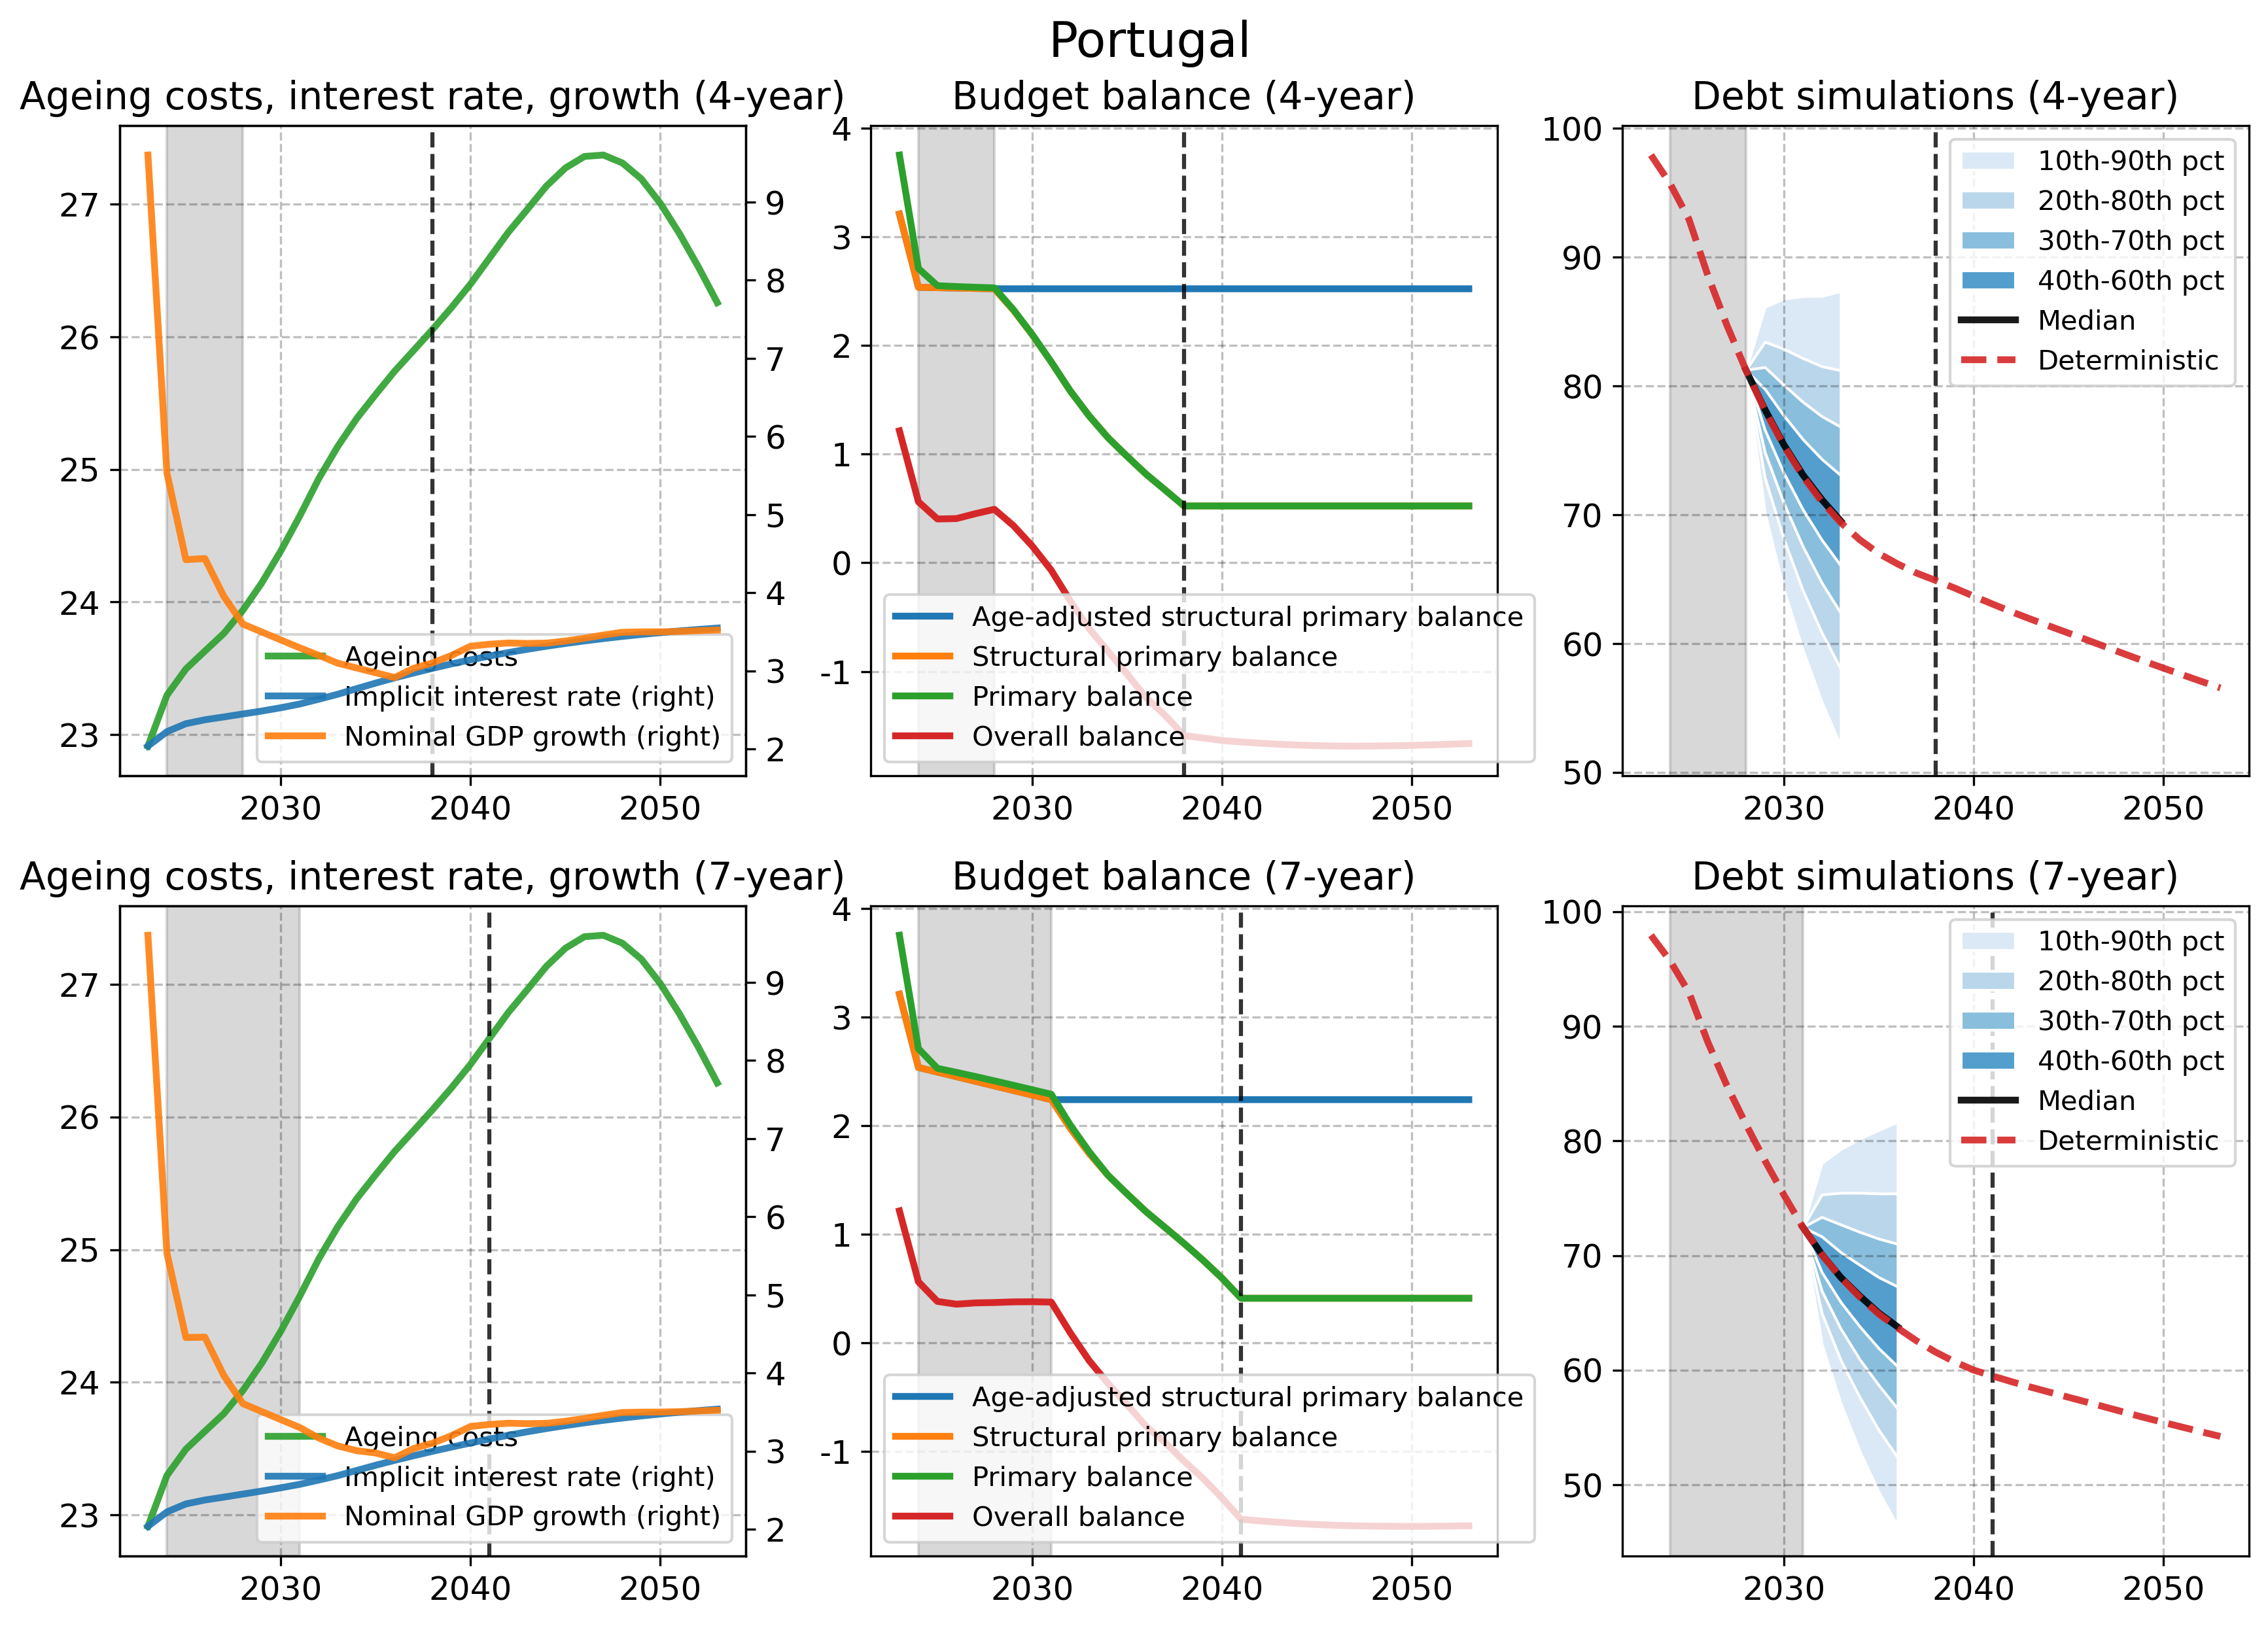 Portugal
Ageing costs, interest rate, growth (4-year)
27
26
25
24
23
9
8
7
6
5
4
3
2
2030
2040
2050
Ageing costs
Implicit interest rate (right)
Nominal GDP growth (right)
Budget balance (4-year)
4
3
2
1
0
-1
2030
2040
2050
Age-adjusted structural primary balance
Structural primary balance
Primary balance
Overall balance
Debt simulations (4-year)
100
90
80
70
60
50
2030
2040
2050
10th-90th pct
20th-80th pct
30th-70th pct
40th-60th pct
Median
Deterministic
Ageing costs, interest rate, growth (7-year)
27
26
25
24
23
9
8
7
6
5
4
3
2
2030
2040
2050
Ageing costs
Implicit interest rate (right)
Nominal GDP growth (right)
Budget balance (7-year)
4
3
2
1
0
-1
2030
2040
2050
Age-adjusted structural primary balance
Structural primary balance
Primary balance
Overall balance
Debt simulations (7-year)
100
90
80
70
60
50
2030
2040
2050
10th-90th pct
20th-80th pct
30th-70th pct
40th-60th pct
Median
Deterministic